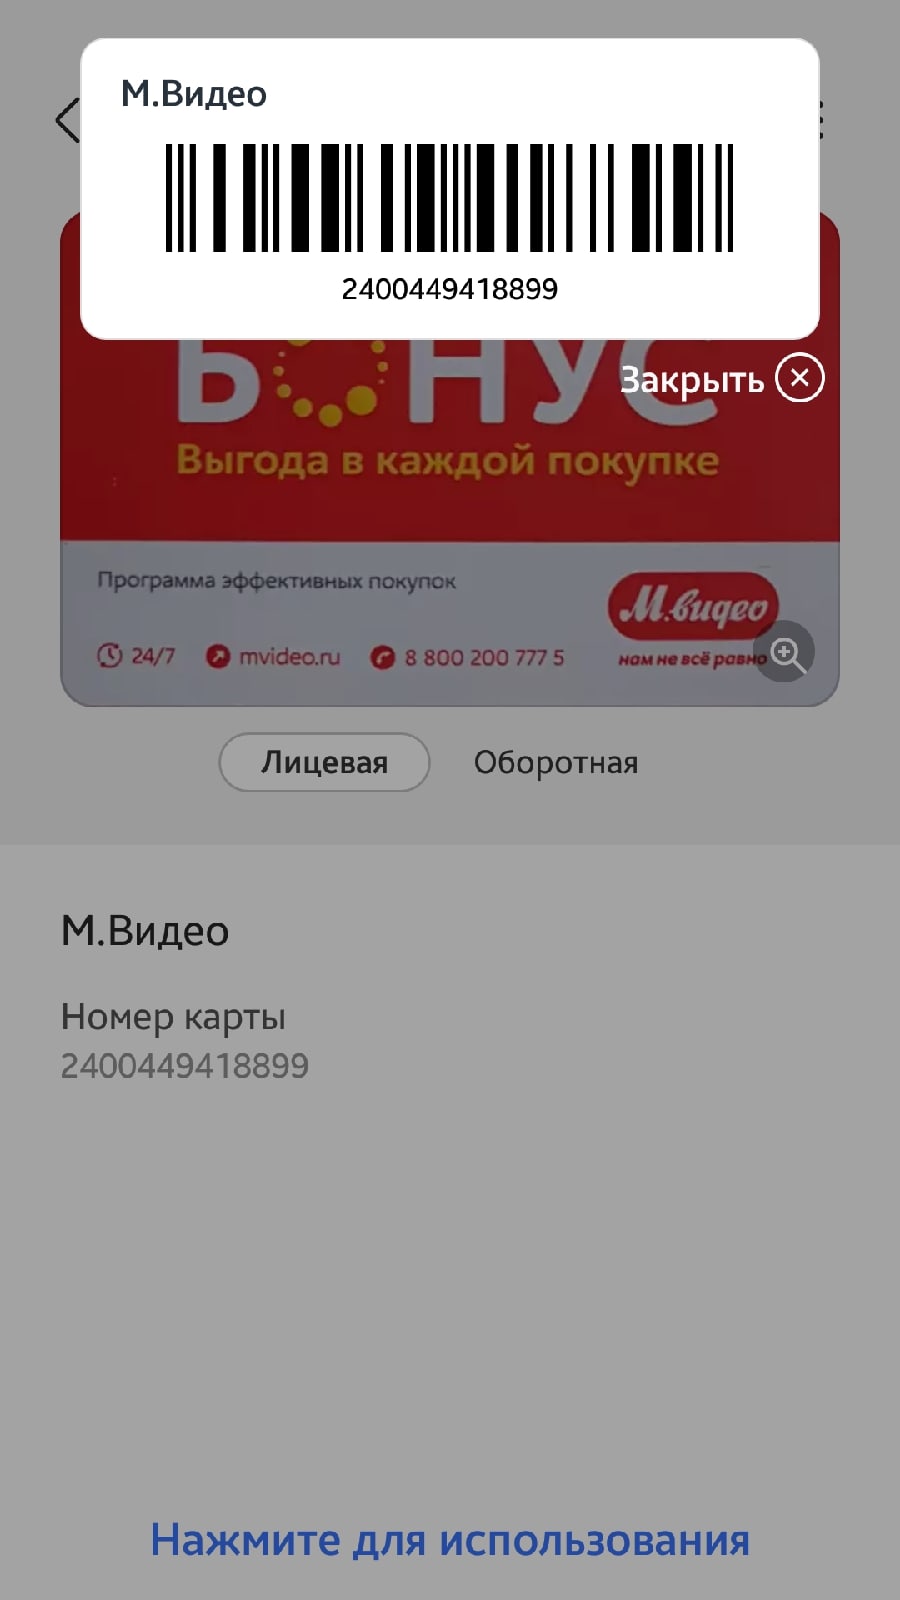 М.Видео
2400449418899
БОНУС
Закрыть
Выгода в каждой покупке
Программа эффективных покупок
М.видео
24/7 mvideo.ru 8 800 200 777 5
нам не всё равно
Лицевая Оборотная
М.Видео
Номер карты
2400449418899
Нажмите для использования